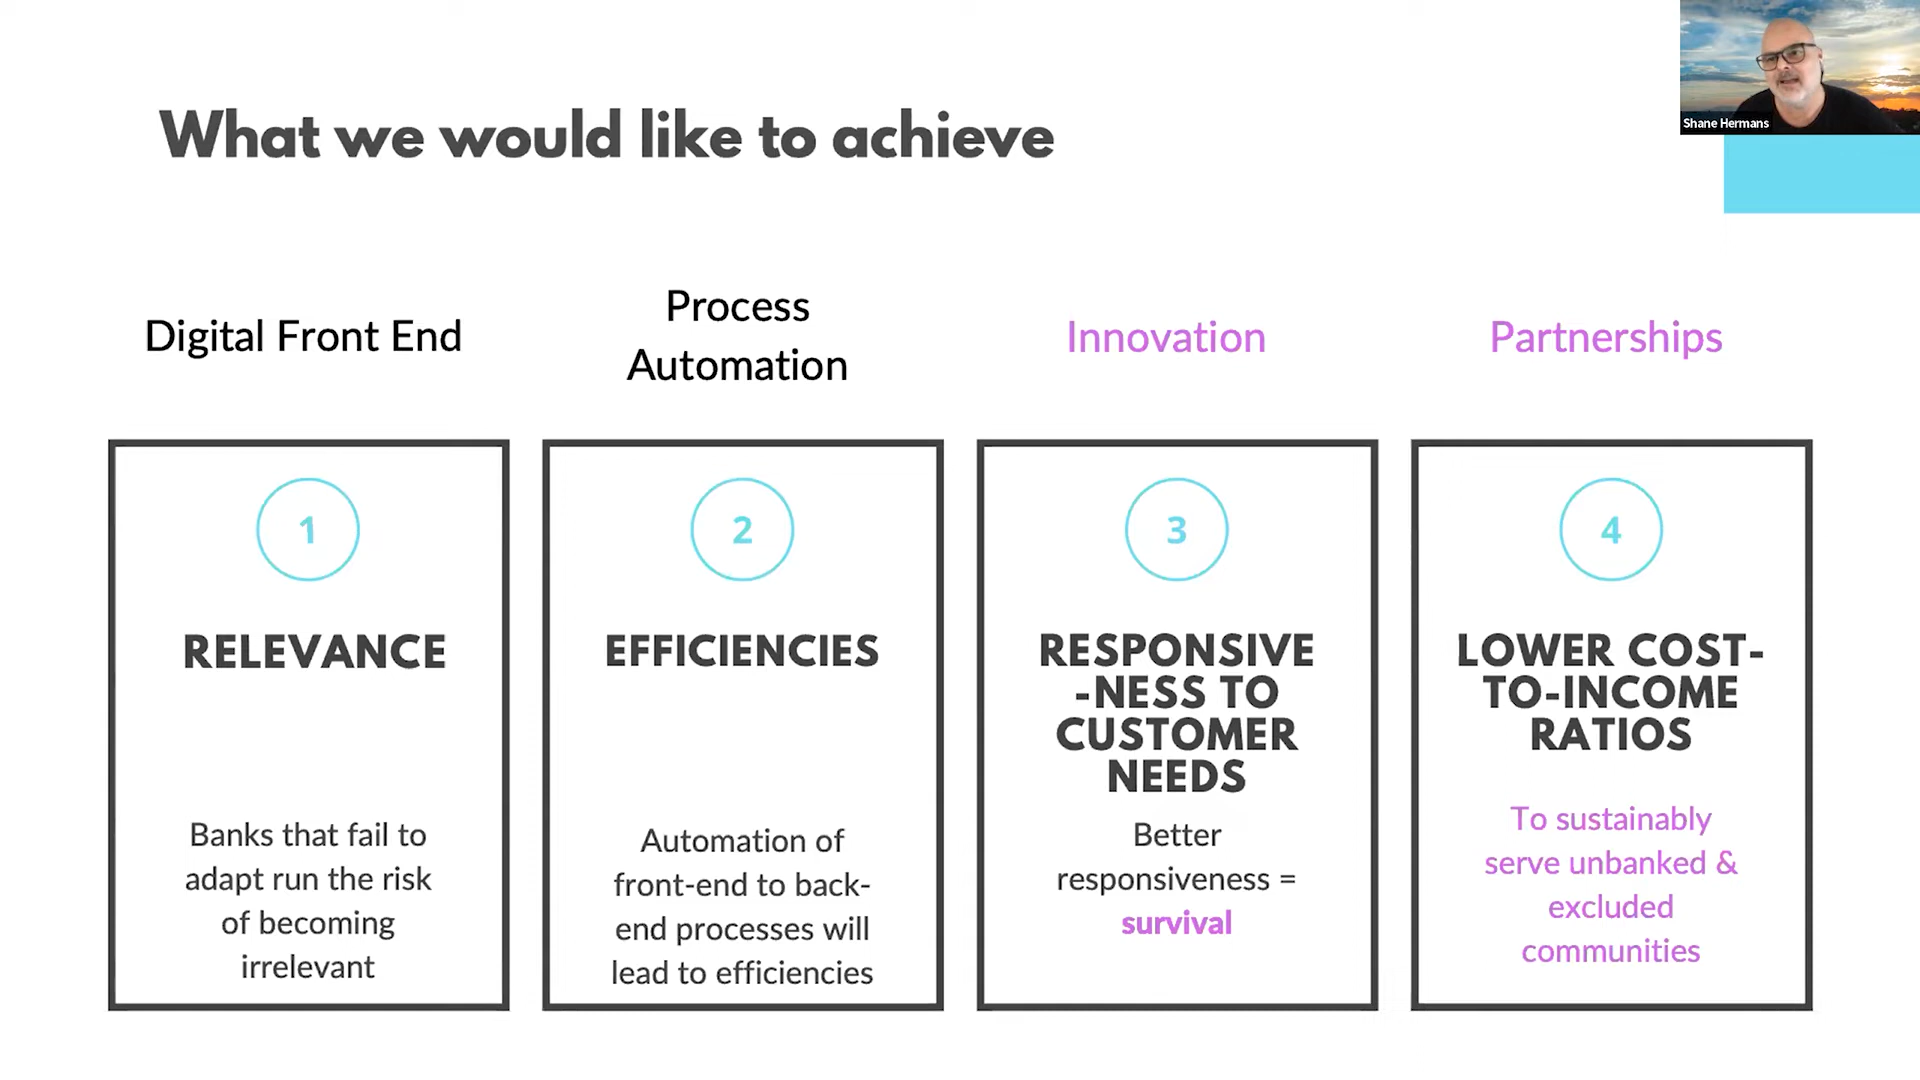 What we would like to achieve
Shane Hermans
Digital Front End
Process
Automation
Innovation
Partnerships
1
RELEVANCE
Banks that fail to
adapt run the risk
of becoming
irrelevant
2
EFFICIENCIES
Automation of
front-end to back-
end processes will
lead to efficiencies
3
RESPONSIVE
-NESS TO
CUSTOMER
NEEDS
Better
responsiveness =
survival
4
LOWER COST-
TO-INCOME
RATIOS
To sustainably
serve unbanked &
excluded
communities